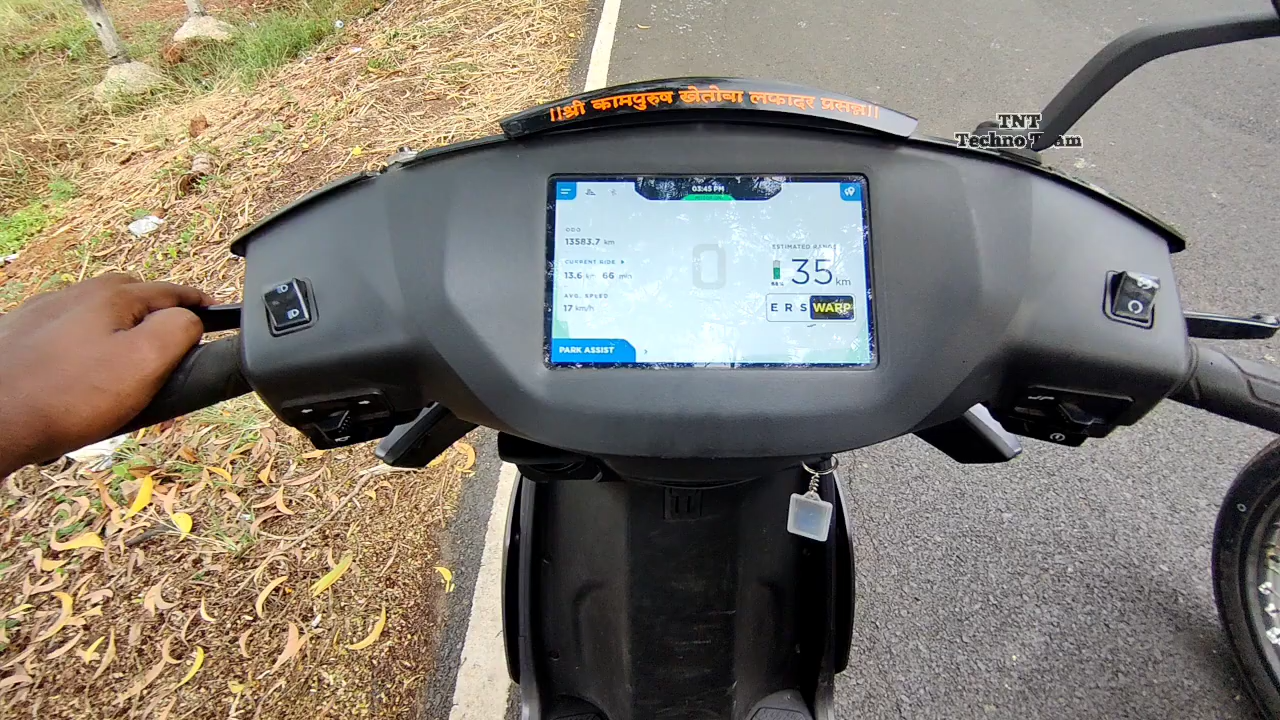 ||श्री कामपुरुष खेतोबा लफादर प्रसन्न||
TNT
Techno Team
03:45 PM
ODO
13583.7 km
CURRENT RIDE
13.6 km 66 min
AVG. SPEED
17 km/h
0
ESTIMATED RANGE
35 km
E R S WARP
PARK ASSIST